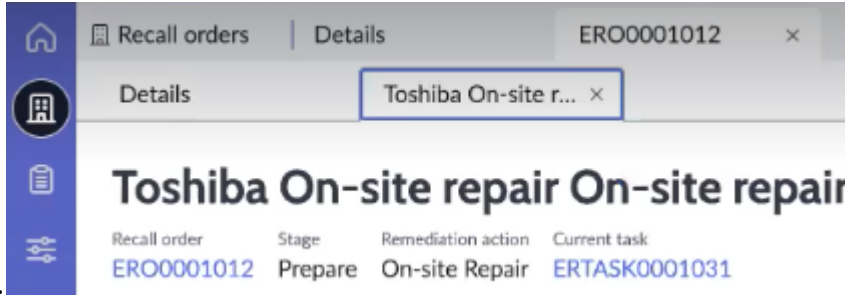 Recall orders | Details ERO0001012 ×
Details Toshiba On-site r... ×
Toshiba On-site repair On-site repair
Recall order Stage Remediation action Current task
ERO0001012 Prepare On-site Repair ERTASK0001031